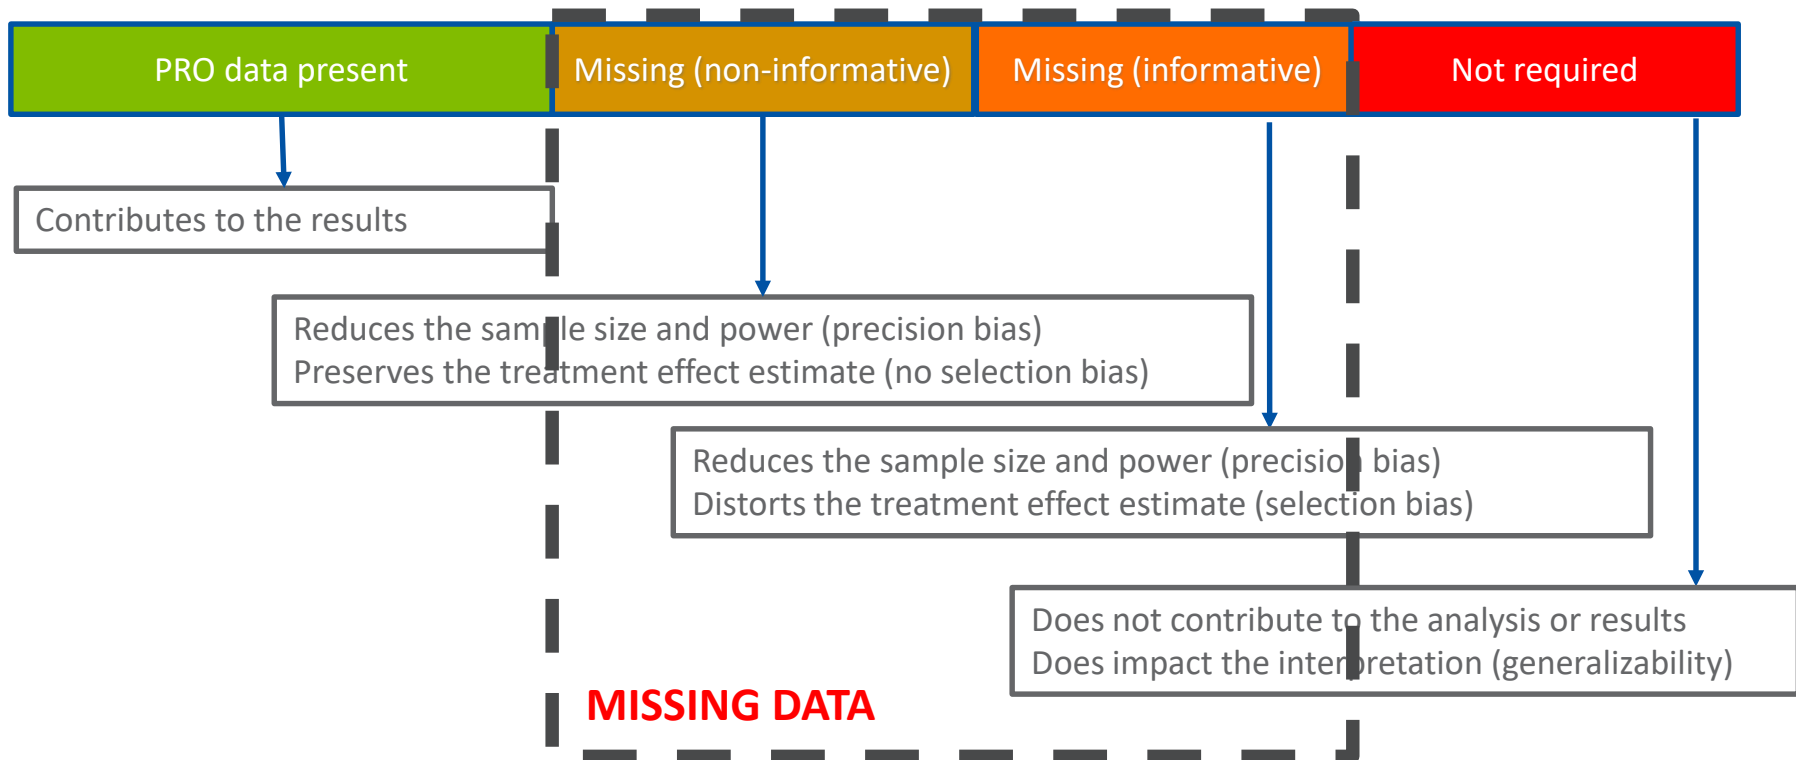 PRO data present
Missing (non-informative)
Missing (informative)
Not required
Contributes to the results
Reduces the sample size and power (precision bias)
Preserves the treatment effect estimate (no selection bias)
Reduces the sample size and power (precision bias)
Distorts the treatment effect estimate (selection bias)
Does not contribute to the analysis or results
Does impact the interpretation (generalizability)
MISSING DATA